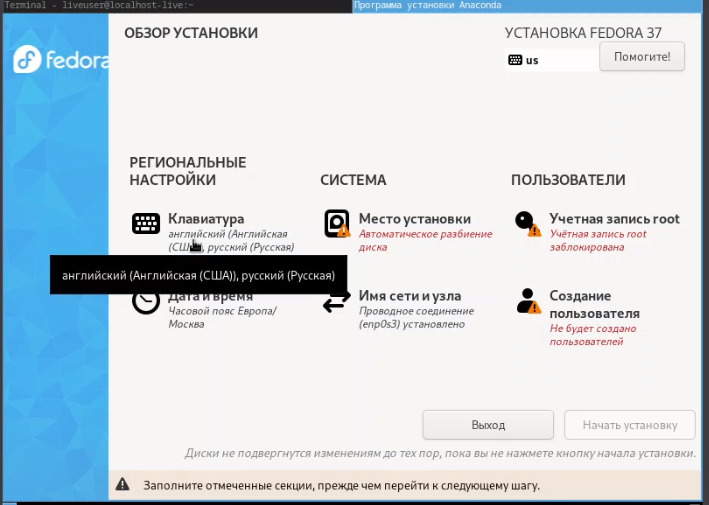 Terminal - liveuser@localhost-live:~
Программа установки Anaconda
fedora
ОБЗОР УСТАНОВКИ
УСТАНОВКА FEDORA 37
us
Помогите!
РЕГИОНАЛЬНЫЕ
НАСТРОЙКИ
Клавиатура
английский (Английская
(США), русский (Русская)
английский (Английская (США)), русский (Русская)
Дата и время
Часовой пояс Европа/
Москва
СИСТЕМА
Место установки
Автоматическое разбиение
диска
Имя сети и узла
Проводное соединение
(enp0s3) установлено
ПОЛЬЗОВАТЕЛИ
Учетная запись root
Учётная запись root
заблокирована
Создание
пользователя
Не будет создано
пользователей
Выход
Начать установку
Диски не подвергнутся изменениям до тех пор, пока вы не нажмете кнопку начала установки.
Заполните отмеченные секции, прежде чем перейти к следующему шагу.